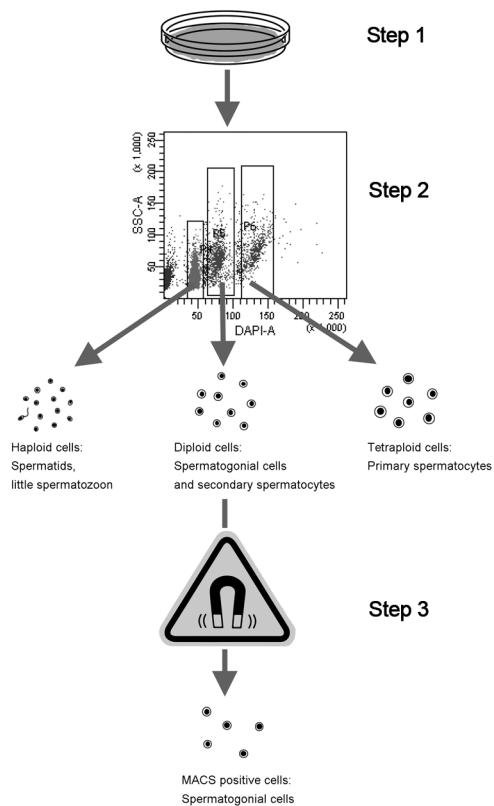 Step 1
Step 2
(x 1,000)
SSC-A
250
200
150
100
50
P5
P6
50
100
150
200
250
DAPI-A
(x 1,000)
Haploid cells:
Spermatids,
little spermatozoon
Diploid cells:
Spermatogonial cells
and secondary spermatocytes
Tetraploid cells:
Primary spermatocytes
Step 3
MACS positive cells:
Spermatogonial cells